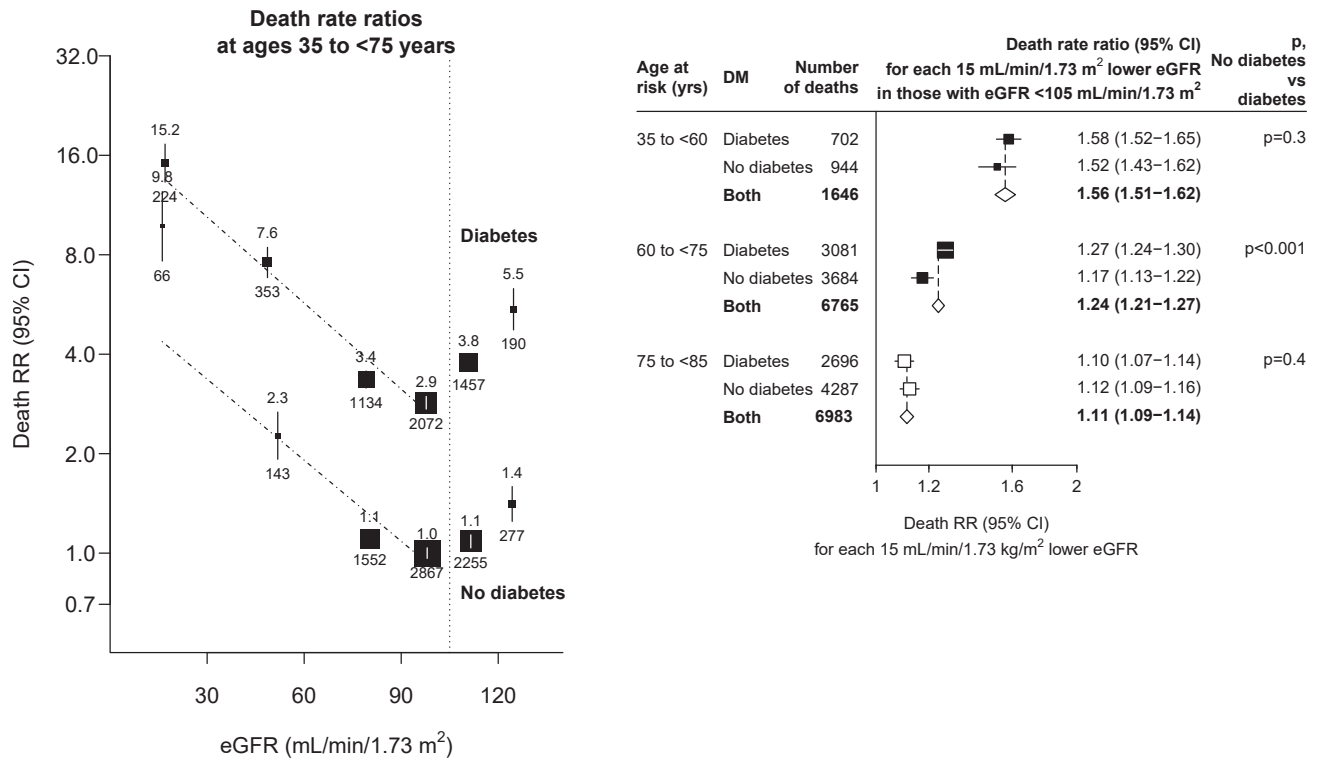 Death rate ratios
at ages 35 to <75 years
Death RR (95% CI)
32.0
16.0
8.0
4.0
2.0
1.0
0.7
15.2
9.8
224
66
7.6
353
Diabetes
5.5
190
3.4
1134
2.9
2072
3.8
1457
2.3
143
1.4
277
1.1
1552
1.0
2867
1.1
2255
No diabetes
30 60 90 120
eGFR (mL/min/1.73 m²)
Age at risk (yrs) DM Number of deaths Death rate ratio (95% CI) for each 15 mL/min/1.73 m² lower eGFR in those with eGFR <105 mL/min/1.73 m² p, No diabetes vs diabetes
35 to <60 Diabetes 702 1.58 (1.52−1.65) p=0.3
No diabetes 944 1.52 (1.43−1.62)
Both 1646 1.56 (1.51−1.62)
60 to <75 Diabetes 3081 1.27 (1.24−1.30) p<0.001
No diabetes 3684 1.17 (1.13−1.22)
Both 6765 1.24 (1.21−1.27)
75 to <85 Diabetes 2696 1.10 (1.07−1.14) p=0.4
No diabetes 4287 1.12 (1.09−1.16)
Both 6983 1.11 (1.09−1.14)
1 1.2 1.6 2
Death RR (95% CI)
for each 15 mL/min/1.73 kg/m² lower eGFR